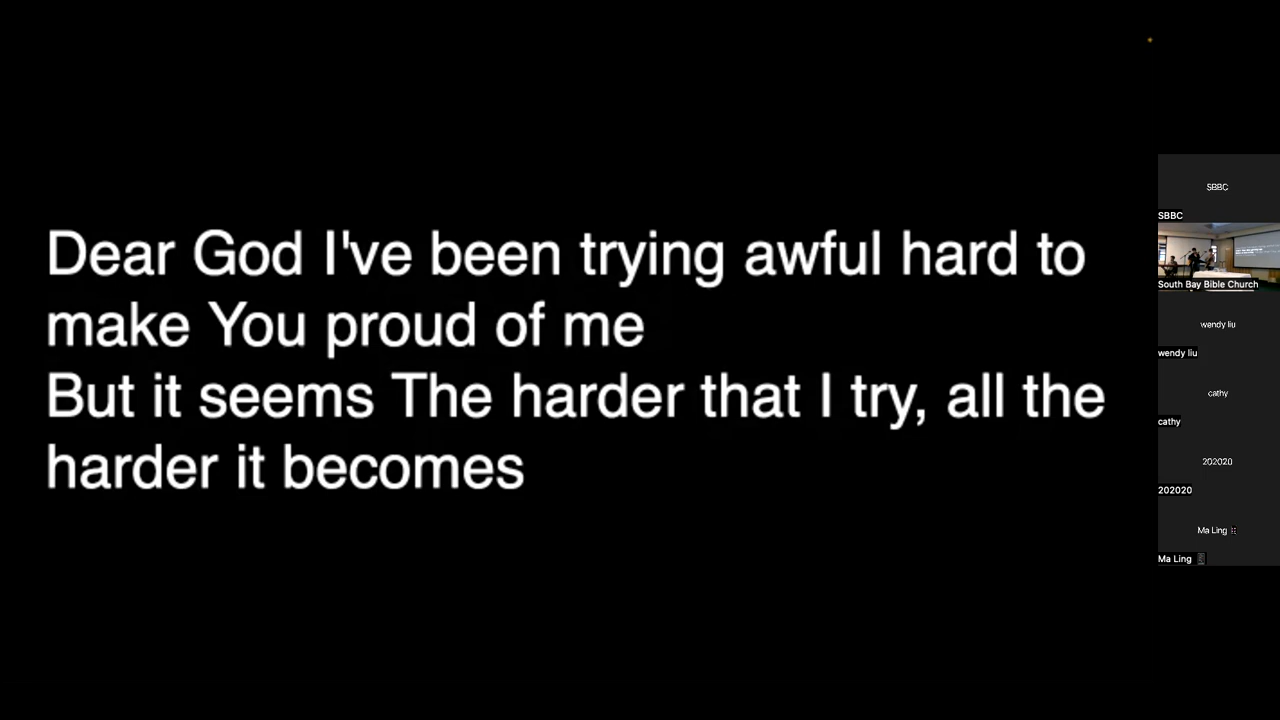 Dear God I've been trying awful hard to
make You proud of me
But it seems The harder that I try, all the
harder it becomes
SBBC
SBBC
South Bay Bible Church
wendy liu
wendy liu
cathy
cathy
202020
202020
Ma Ling
Ma Ling